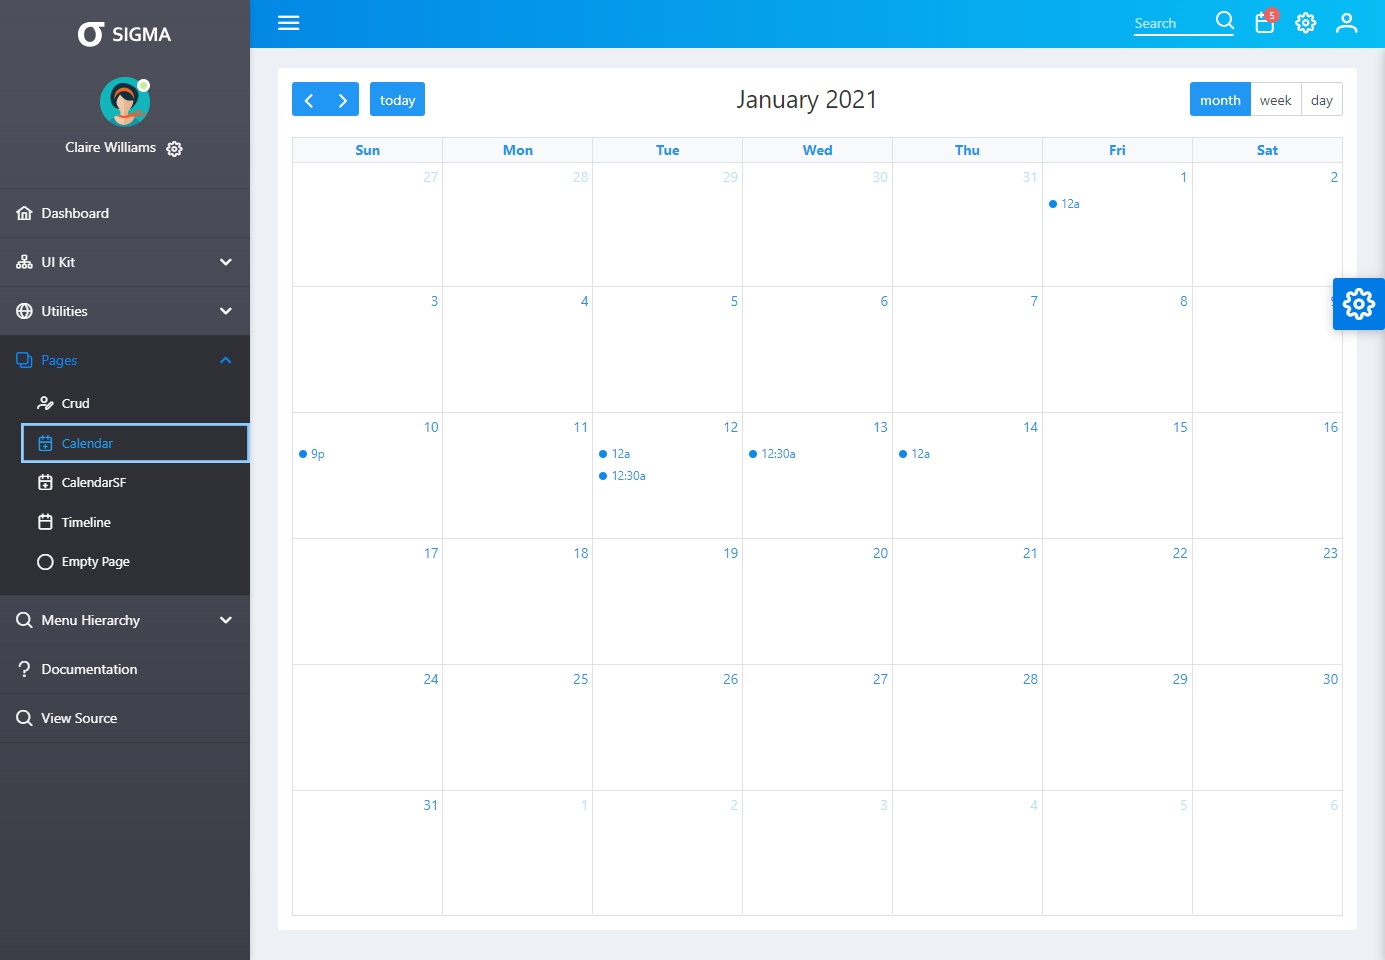 SIGMA
Claire Williams
Dashboard
UI Kit
Utilities
Pages
Crud
Calendar
CalendarSF
Timeline
Empty Page
Menu Hierarchy
Documentation
View Source
Search
5
today
January 2021
month week day
Sun Mon Tue Wed Thu Fri Sat
27 28 29 30 31 1 2
12a
3 4 5 6 7 8
10 11 12 13 14 15 16
9p 12a 12:30a 12a
12:30a
17 18 19 20 21 22 23
24 25 26 27 28 29 30
31 1 2 3 4 5 6